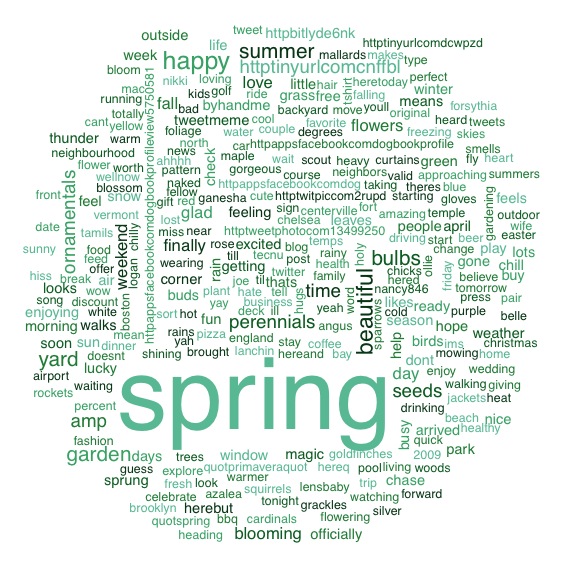 tweet httpbitlyde6nk
outside
life
httptinyurlcomdcwpzd
week happy summer mallards makes type
bloom httptinyurlcomcnffbl
nikki loving love little hair heretoday perfect
mac kids golf ride grassfree tshirt falling winter
running fall bad byhandme backyard move youll original means forsythia
totally tweetmeme cool favorite flowers heard tweets
cant yellow foliage water couple degrees freezing skies
thunder warm north car httpappsfacebookcomdogbookprofile smells
neighbourhood ahhhh check maple wait scout heavy curtains green fly heart
flower worth pattern gorgeous course neighbors valid approaching summers
wellnow naked httpappsfacebookcomdog taking theres blue
blossom fellow ganesha cute httptwitpiccom2rupd starting gardening
front feel snow gift red sign centerville fort gloves feels
ornamentals vermont glad feeling chelsea leaves amazing temple outdoor
date tamils lost miss near httptweetphotocom13499250 people april wife
httpappsfacebookcomdogbookprofileview5750581
sunny food weekend chilly finally rose excited blog temps rainy holy driving start beer play easter
feed logan wearing rain till tecnu post health bulbs chicks ollie friday change gone lots
hiss offer air car getting til thats twitter family beautiful hered believe chill
looks break boston joe time word nancy846 tomorrow buy
song wow buds plant hate tell hugs yeah sparrows likes press pair
enjoying discount white yay business cold ready purple
morning walks short sort hot fun deck ill angus season hope belle
mean rains perennials birds weather
soon sun dinner yah pizza england stay coffee help ims christmas
yard doesnt shining brought lanchin hereand bay dont mowing home
lucky day enjoy wedding
airport waiting spring seeds walking giving
rockets drinking jackets heat
percent beach
amp busy arrived nice
fashion quick healthy
garden days trees window magic goldfinches 2009 park
guess explore quotprimaveraquot hereq pool living woods
sprung fresh look warmer lensbaby trip chase
celebrate azalea squirrels tonight watching forward
brooklyn herebut grackles silver
quotspring bbq cardinals flowering
heading blooming officially